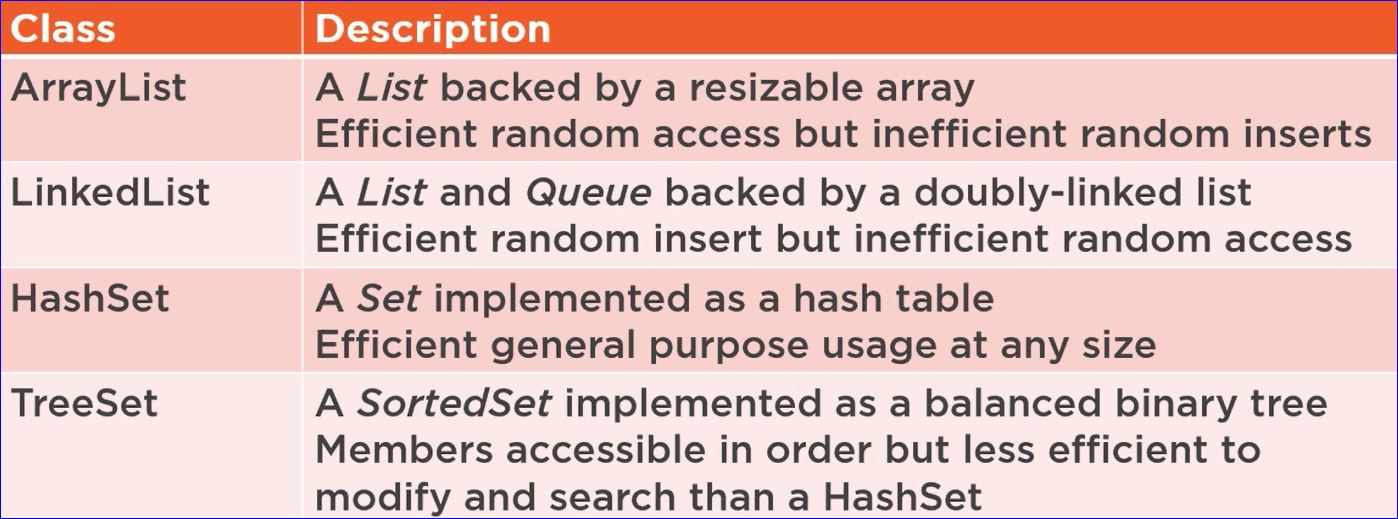 Class Description
ArrayList A List backed by a resizable array
Efficient random access but inefficient random inserts
LinkedList A List and Queue backed by a doubly-linked list
Efficient random insert but inefficient random access
HashSet A Set implemented as a hash table
Efficient general purpose usage at any size
TreeSet A SortedSet implemented as a balanced binary tree
Members accessible in order but less efficient to
modify and search than a HashSet